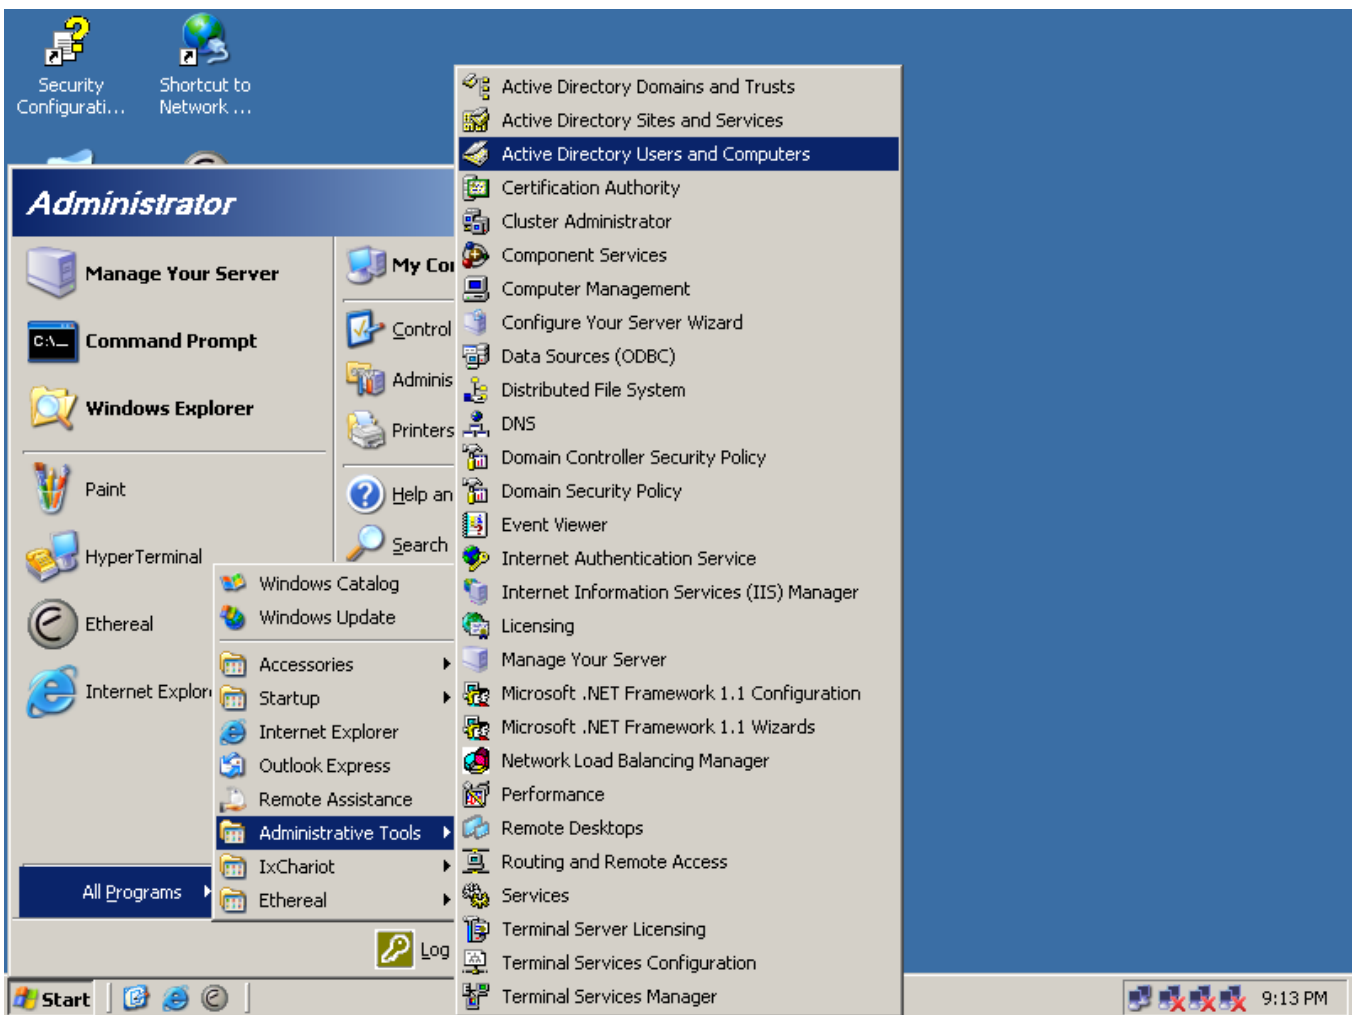 Security
Configurati...
Shortcut to
Network ...
Administrator
Manage Your Server
Command Prompt
Windows Explorer
Paint
HyperTerminal
Ethereal
Internet Explor
All Programs
My Co
Control
Adminis
Printers
Help an
Search
Log
Windows Catalog
Windows Update
Accessories
Startup
Internet Explorer
Outlook Express
Remote Assistance
Administrative Tools
IxChariot
Ethereal
Active Directory Domains and Trusts
Active Directory Sites and Services
Active Directory Users and Computers
Certification Authority
Cluster Administrator
Component Services
Computer Management
Configure Your Server Wizard
Data Sources (ODBC)
Distributed File System
DNS
Domain Controller Security Policy
Domain Security Policy
Event Viewer
Internet Authentication Service
Internet Information Services (IIS) Manager
Licensing
Manage Your Server
Microsoft .NET Framework 1.1 Configuration
Microsoft .NET Framework 1.1 Wizards
Network Load Balancing Manager
Performance
Remote Desktops
Routing and Remote Access
Services
Terminal Server Licensing
Terminal Services Configuration
Terminal Services Manager
Start
9:13 PM